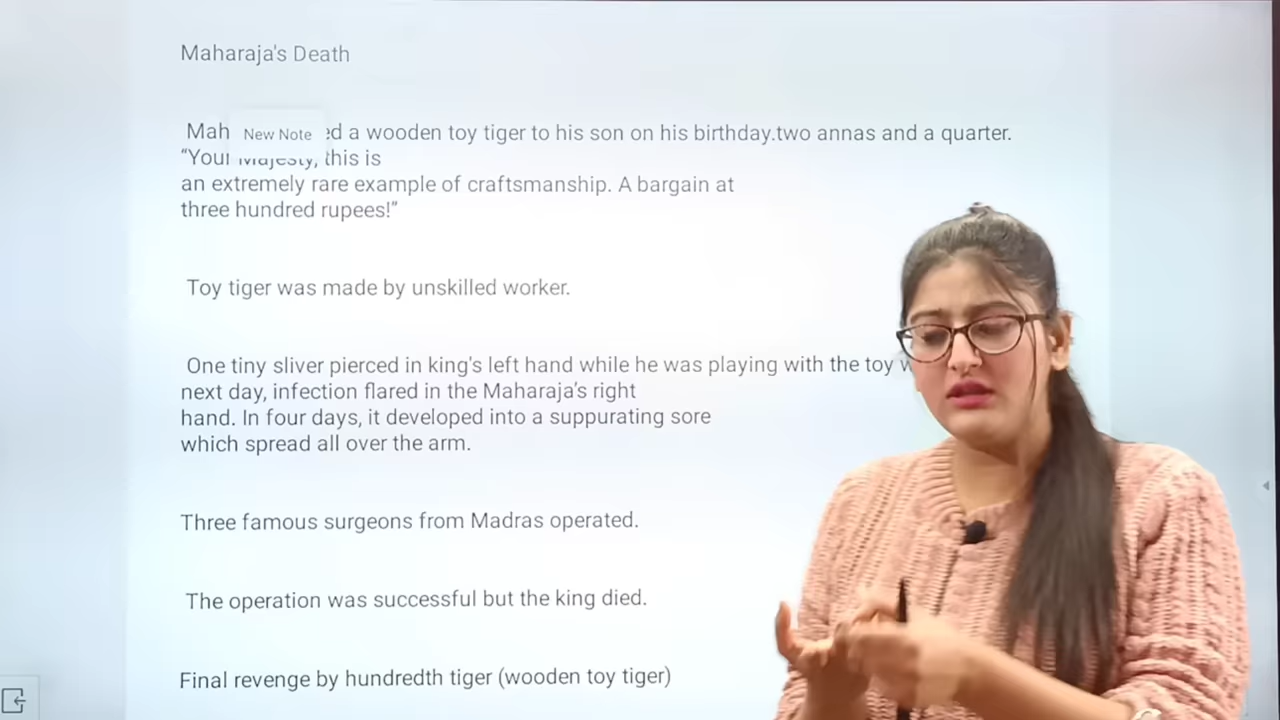 Maharaja's Death
Mah New Note ed a wooden toy tiger to his son on his birthday.two annas and a quarter.
“Your Majesty, this is
an extremely rare example of craftsmanship. A bargain at
three hundred rupees!”
Toy tiger was made by unskilled worker.
One tiny sliver pierced in king's left hand while he was playing with the toy
next day, infection flared in the Maharaja’s right
hand. In four days, it developed into a suppurating sore
which spread all over the arm.
Three famous surgeons from Madras operated.
The operation was successful but the king died.
Final revenge by hundredth tiger (wooden toy tiger)